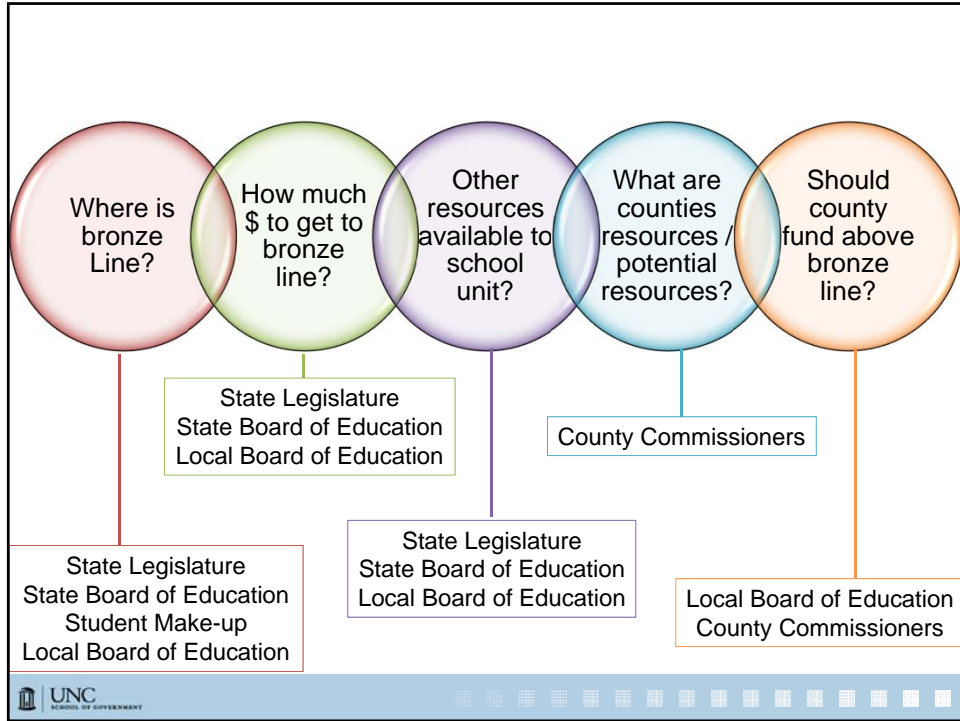 Where is
bronze
Line?
How much
$ to get to
bronze
line?
Other
resources
available to
school
unit?
What are
counties
resources /
potential
resources?
Should
county
fund above
bronze
line?
State Legislature
State Board of Education
Local Board of Education
County Commissioners
State Legislature
State Board of Education
Local Board of Education
State Legislature
State Board of Education
Student Make-up
Local Board of Education
Local Board of Education
County Commissioners
UNC
SCHOOL OF GOVERNMENT